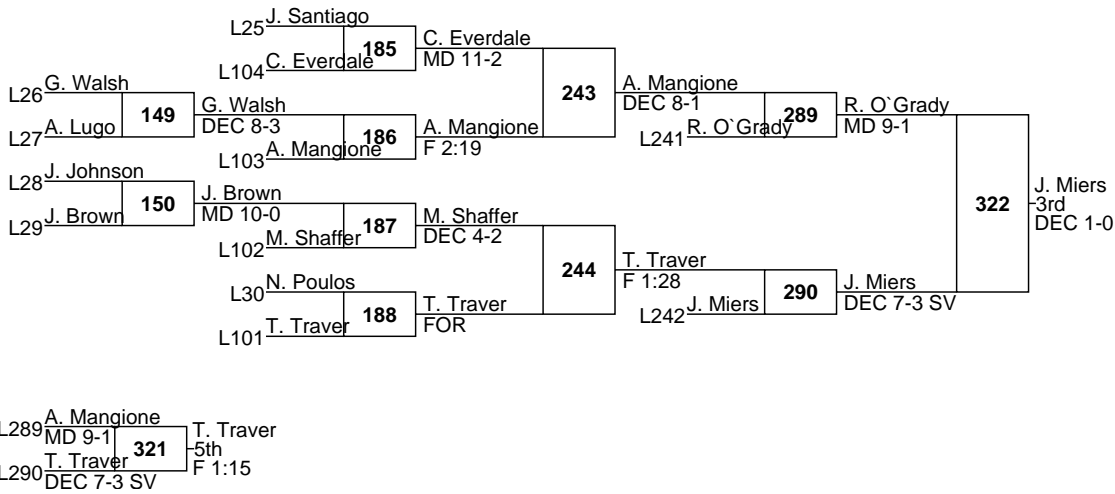 L25 J. Santiago
185
C. Everdale
MD 11-2
L104 C. Everdale
243
A. Mangione
DEC 8-1
L26 G. Walsh
149
G. Walsh
DEC 8-3
L27 A. Lugo
186
A. Mangione
F 2:19
L103 A. Mangione
289
R. O`Grady
MD 9-1
L241 R. O`Grady
L28 J. Johnson
150
J. Brown
MD 10-0
L29 J. Brown
187
M. Shaffer
DEC 4-2
L102 M. Shaffer
244
T. Traver
F 1:28
L30 N. Poulos
188
T. Traver
FOR
L101 T. Traver
290
J. Miers
DEC 7-3 SV
L242 J. Miers
322
J. Miers
3rd
DEC 1-0
L289 A. Mangione
MD 9-1
321
T. Traver
5th
F 1:15
L290 T. Traver
DEC 7-3 SV